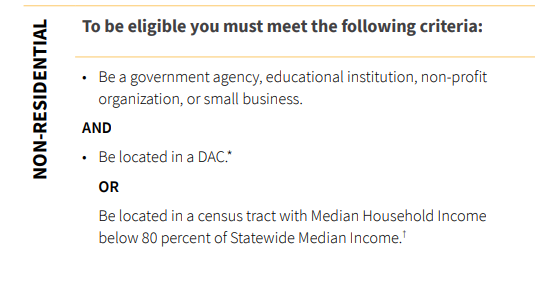 NON-RESIDENTIAL
To be eligible you must meet the following criteria:
• Be a government agency, educational institution, non-profit
organization, or small business.
AND
• Be located in a DAC.*
OR
Be located in a census tract with Median Household Income
below 80 percent of Statewide Median Income.†